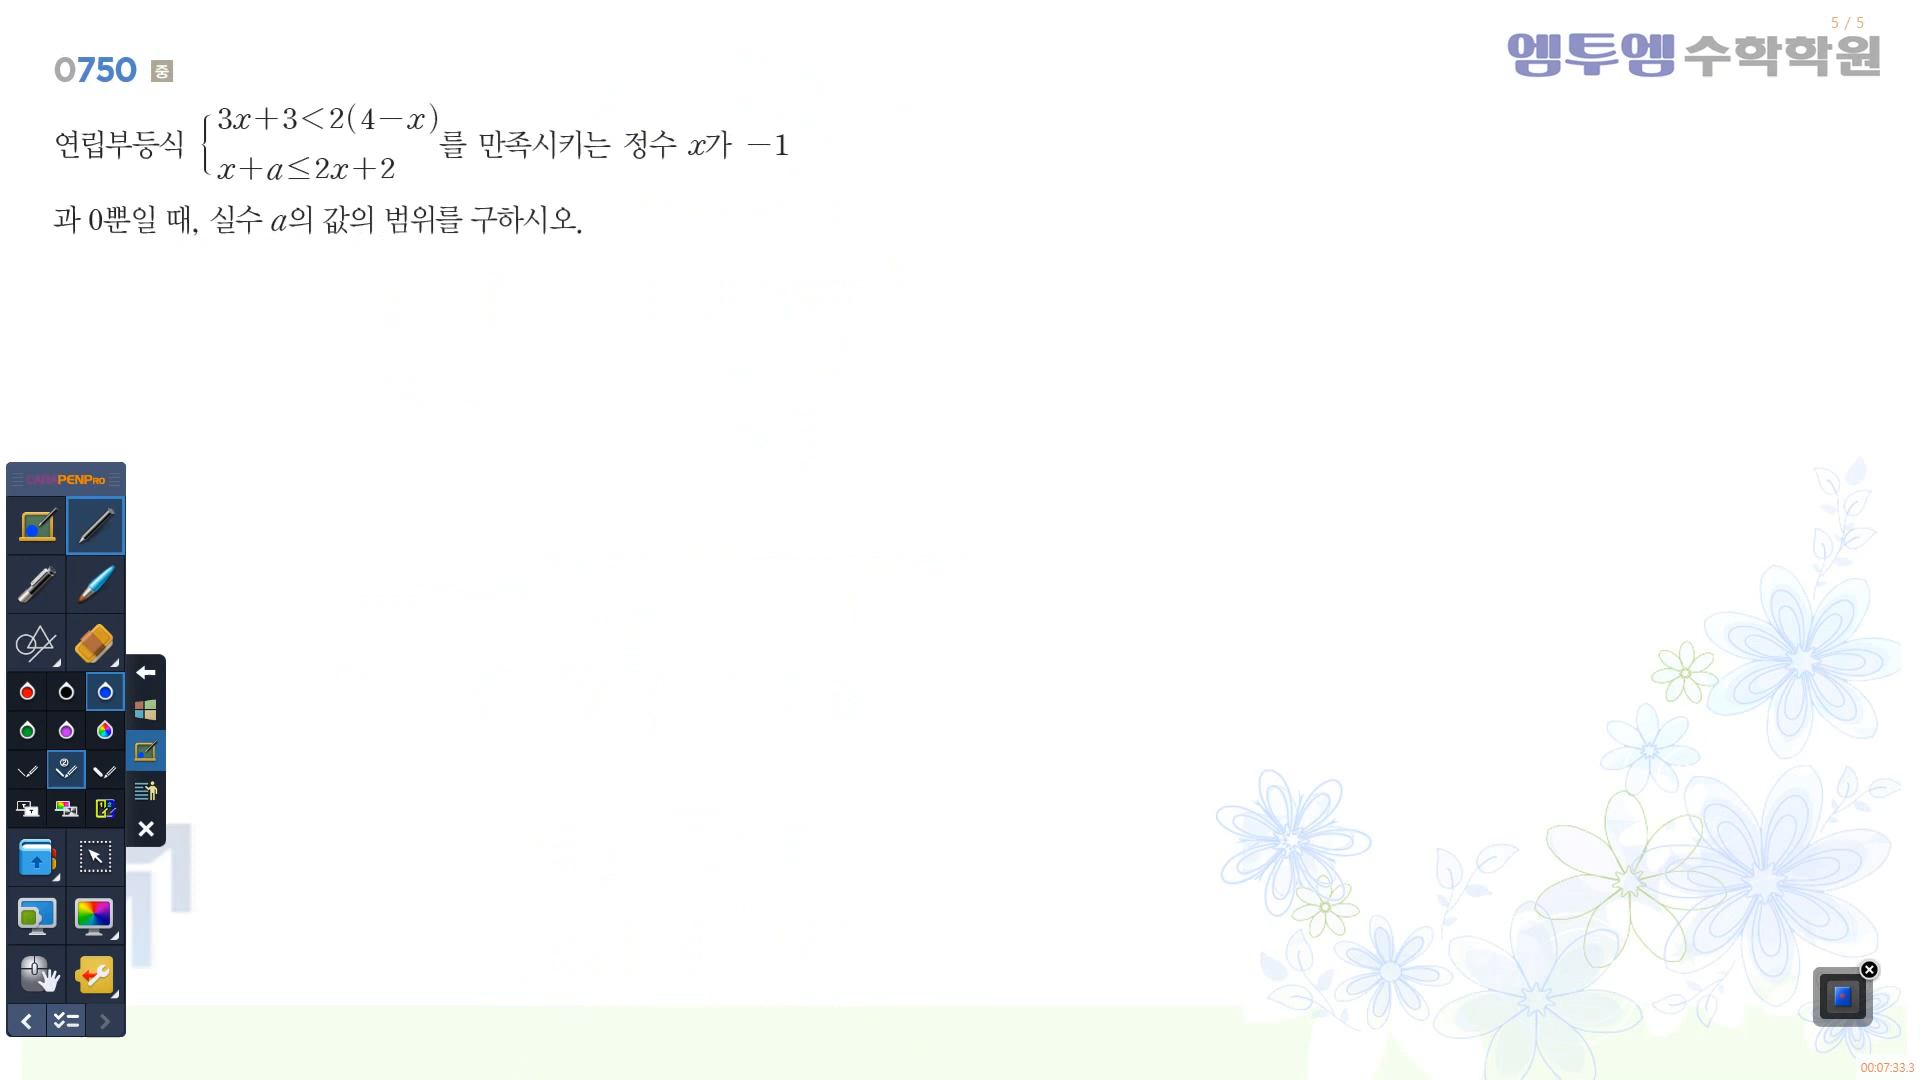 5 / 5
엠투엠 수학학원
0750 중
연립부등식 { 3x+3<2(4-x) x+a≤2x+2 를 만족시키는 정수 x가 -1
과 0뿐일 때, 실수 a의 값의 범위를 구하시오.
CARAPENPRO
②
00:07:33.3